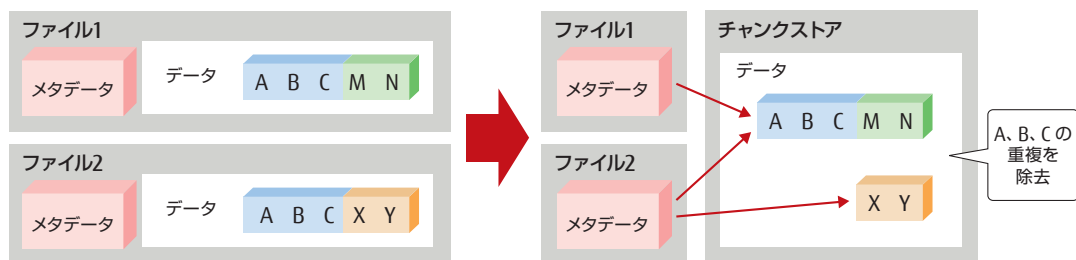 ファイル1
メタデータ
データ
A B C M N
ファイル2
メタデータ
データ
A B C X Y
ファイル1
メタデータ
ファイル2
メタデータ
チャンクストア
データ
A B C M N
X Y
A、B、Cの
重複を
除去